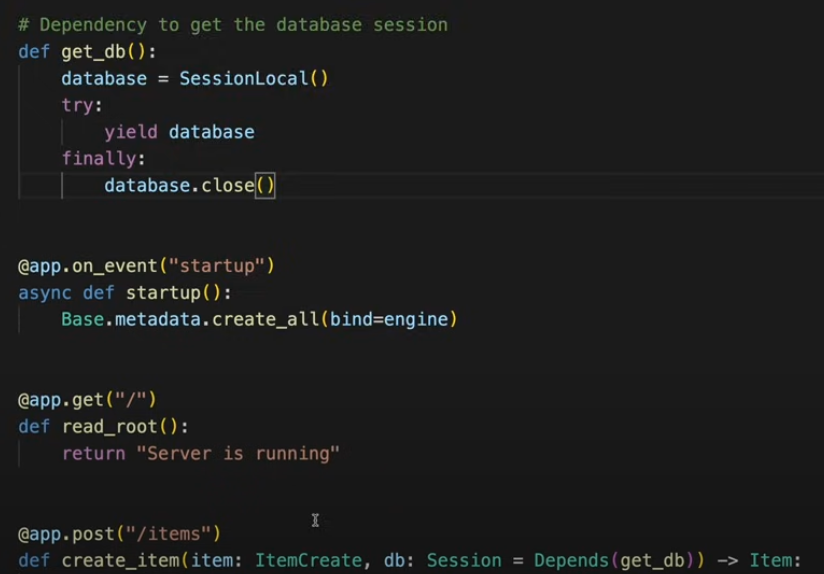 # Dependency to get the database session
def get_db():
    database = SessionLocal()
    try:
        yield database
    finally:
        database.close()
@app.on_event("startup")
async def startup():
    Base.metadata.create_all(bind=engine)
@app.get("/")
def read_root():
    return "Server is running"
@app.post("/items")
def create_item(item: ItemCreate, db: Session = Depends(get_db)) -> Item: